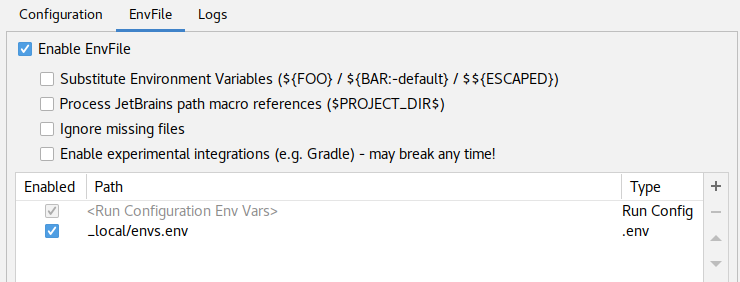 Configuration EnvFile Logs
Enable EnvFile
Substitute Environment Variables (${FOO} / ${BAR:-default} / $${ESCAPED})
Process JetBrains path macro references ($PROJECT_DIR$)
Ignore missing files
Enable experimental integrations (e.g. Gradle) - may break any time!
Enabled Path Type
<Run Configuration Env Vars> Run Config
_local/envs.env .env